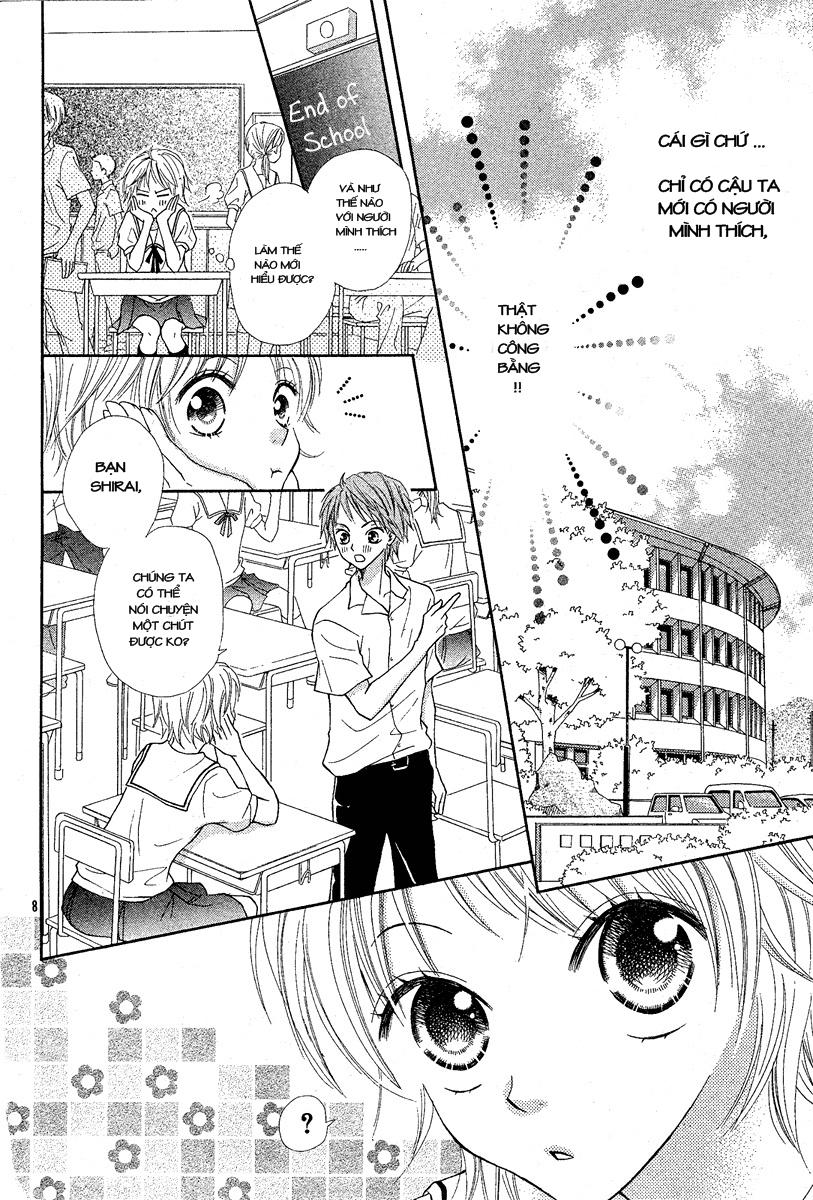 CÁI GÌ CHỨ ...
CHỈ CÓ CẬU TA
MỚI CÓ NGƯỜI
MÌNH THÍCH,
THẬT
KHÔNG
CÔNG
BẰNG
!!
End of
School
VÀ NHƯ
THẾ NÀO
VỚI NGƯỜI
MÌNH THÍCH
.....
LÀM THẾ
NÀO MỚI
HIỂU ĐƯỢC?
BẠN
SHIRAI,
CHÚNG TA
CÓ THỂ
NÓI CHUYỆN
MỘT CHÚT
ĐƯỢC KO?
8
?